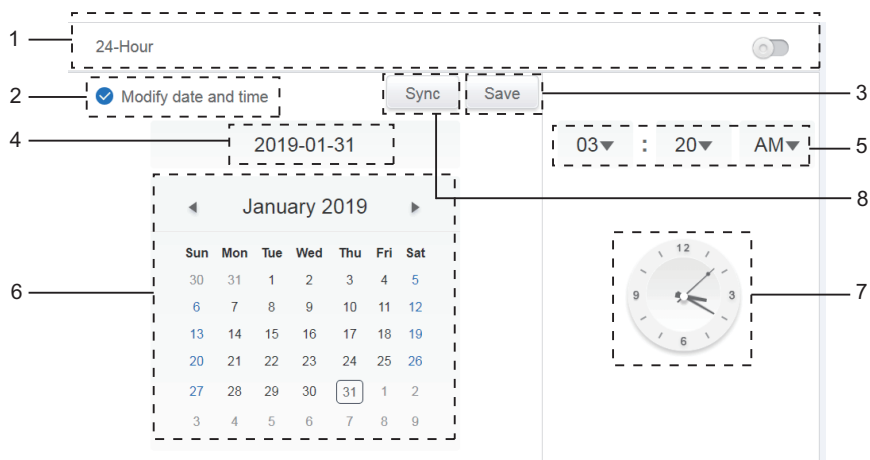 1
24-Hour
2
Modify date and time
Sync
Save
3
4
2019-01-31
03 : 20 AM
5
8
January 2019
Sun Mon Tue Wed Thu Fri Sat
30 31 1 2 3 4 5
6 7 8 9 10 11 12
13 14 15 16 17 18 19
20 21 22 23 24 25 26
27 28 29 30 31 1 2
3 4 5 6 7 8 9
6
12
9 3
6
7